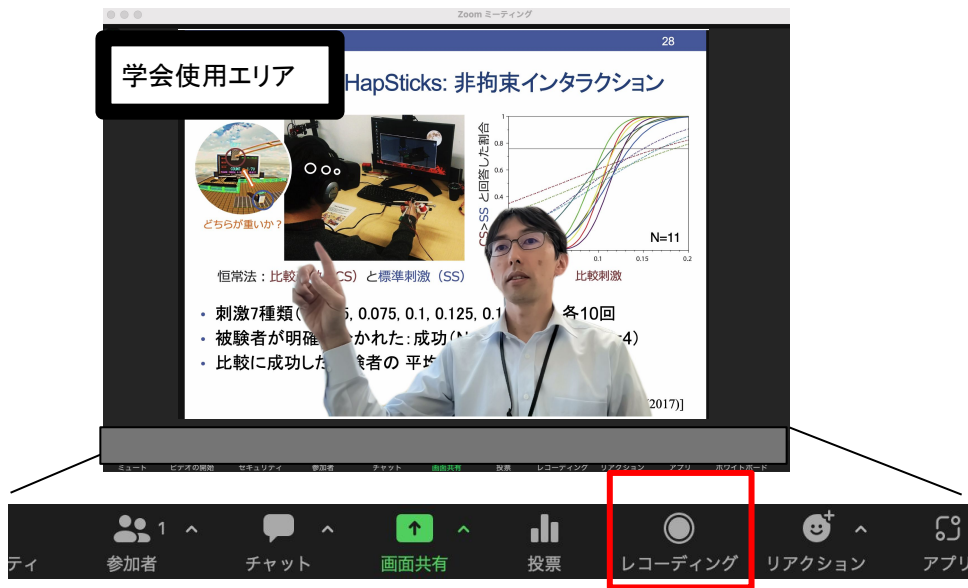 Zoom ミーティング
28
学会使用エリア
HapSticks: 非拘束インタラクション
どちらが重いか?
CS>SS と回答した割合
1
0.8
0.6
0.4
N=11
0.1
0.15
0.2
比較刺激
恒常法:比較 CS)と標準刺激(SS)
・ 刺激7種類( 5, 0.075, 0.1, 0.125, 0.1 各10回
・ 被験者が明確 かれた:成功(N 4)
・ 比較に成功した 験者の 平均
2017)]
ミュート ビデオの開始 セキュリティ 参加者 チャット 画面共有 投票 レコーディング リアクション アプリ ホワイトボード
ティ 参加者 1 チャット 画面共有 投票 レコーディング リアクション アプリ